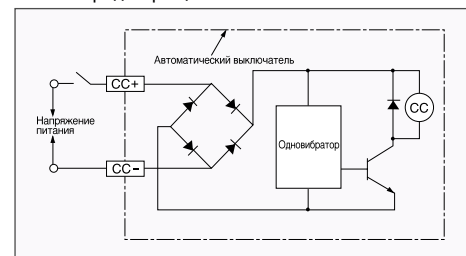 Автоматический выключатель
CC+
Напряжение
питания
Одновибратор
CC
CC–